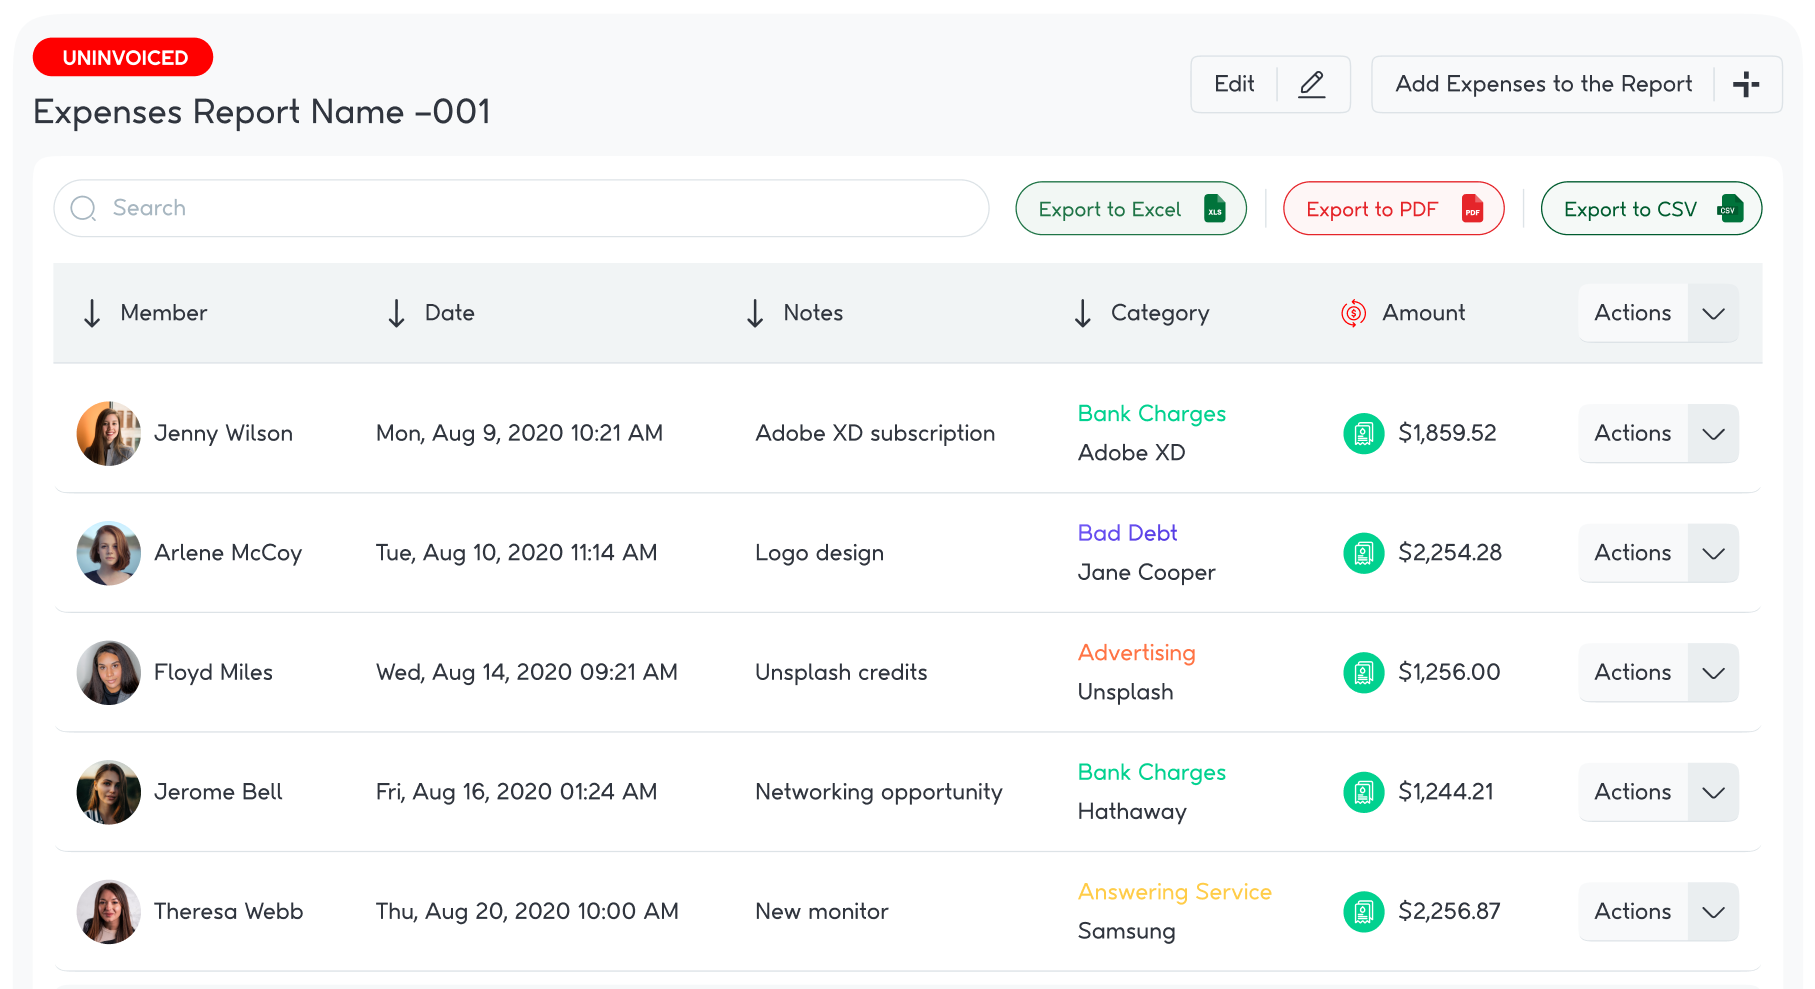 UNINVOICED
Expenses Report Name -001
Edit
Add Expenses to the Report
Search
Export to Excel XLS
Export to PDF PDF
Export to CSV CSV
Member Date Notes Category Amount Actions
Jenny Wilson Mon, Aug 9, 2020 10:21 AM Adobe XD subscription Bank Charges $1,859.52 Actions
Adobe XD
Arlene McCoy Tue, Aug 10, 2020 11:14 AM Logo design Bad Debt $2,254.28 Actions
Jane Cooper
Floyd Miles Wed, Aug 14, 2020 09:21 AM Unsplash credits Advertising $1,256.00 Actions
Unsplash
Jerome Bell Fri, Aug 16, 2020 01:24 AM Networking opportunity Bank Charges $1,244.21 Actions
Hathaway
Theresa Webb Thu, Aug 20, 2020 10:00 AM New monitor Answering Service $2,256.87 Actions
Samsung